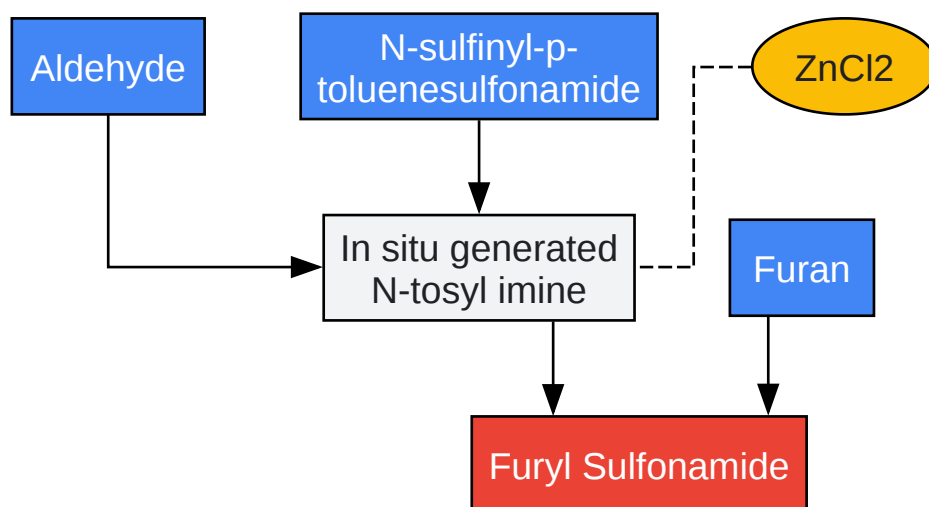 Aldehyde
N-sulfinyl-p-
toluenesulfonamide
ZnCl2
In situ generated
N-tosyl imine
Furan
Furyl Sulfonamide